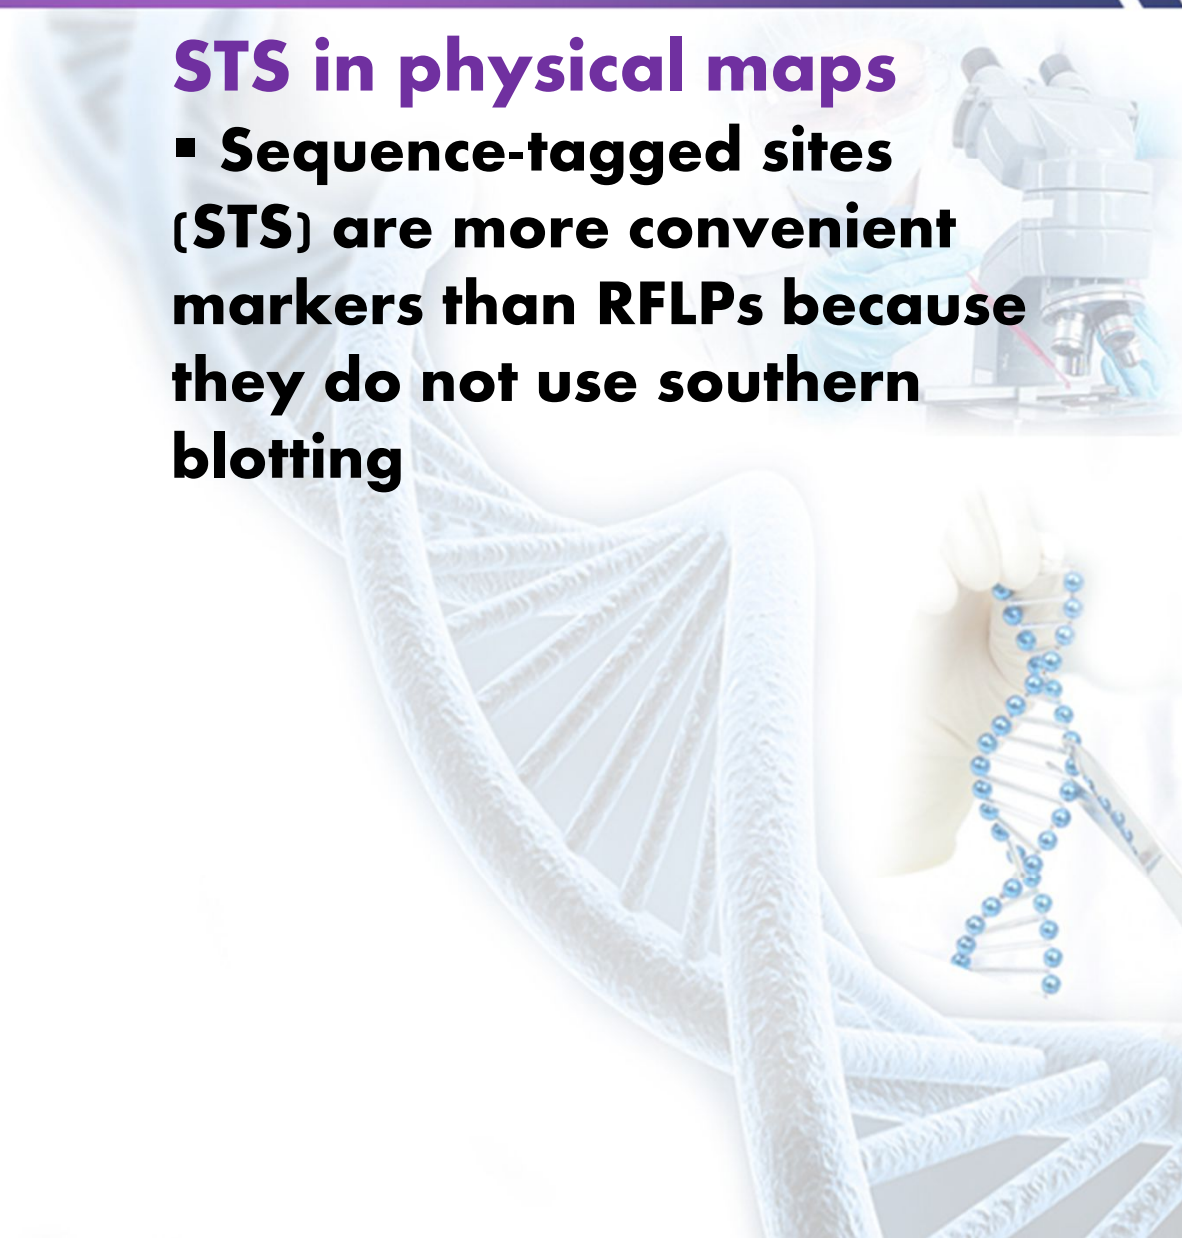 STS in physical maps
▪ Sequence-tagged sites
(STS) are more convenient
markers than RFLPs because
they do not use southern
blotting